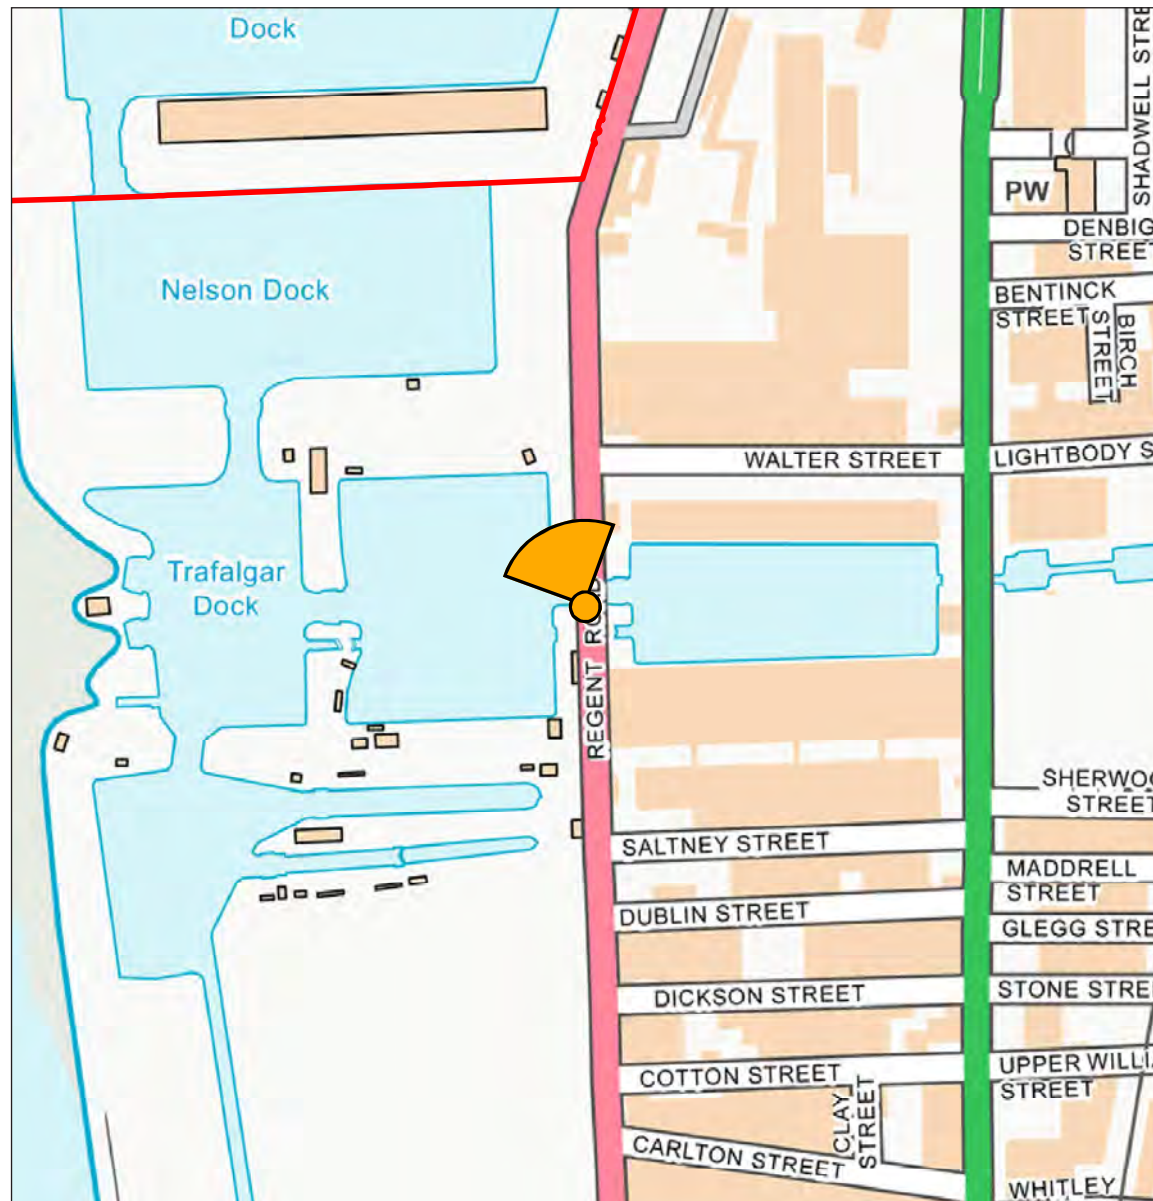 Dock
SHADWELL STRE
PW
DENBIG
STREET
Nelson Dock
BENTINCK
STREET
STREET
BIRCH
WALTER STREET
LIGHTBODY S
Trafalgar
Dock
REGENT ROAD
SHERWOO
STREET
SALTNEY STREET
MADDRELL
STREET
DUBLIN STREET
GLEGG STRE
DICKSON STREET
STONE STREE
COTTON STREET
UPPER WILLIA
STREET
CLAY
STREET
CARLTON STREET
WHITLEY